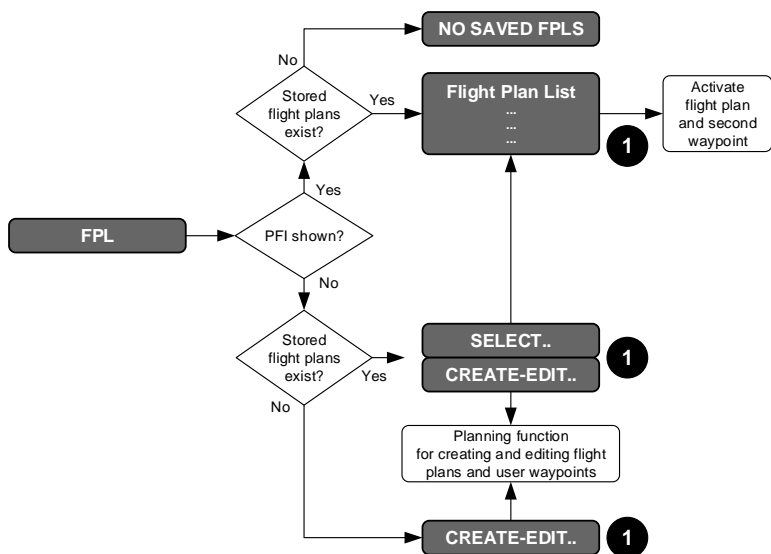 NO SAVED FPLS
No
Stored
flight plans
exist?
Yes
Flight Plan List
...
...
...
1
Activate
flight plan
and second
waypoint
Yes
FPL
PFI shown?
No
Stored
flight plans
exist?
Yes
No
SELECT..
CREATE-EDIT..
1
Planning function
for creating and editing flight
plans and user waypoints
CREATE-EDIT..
1